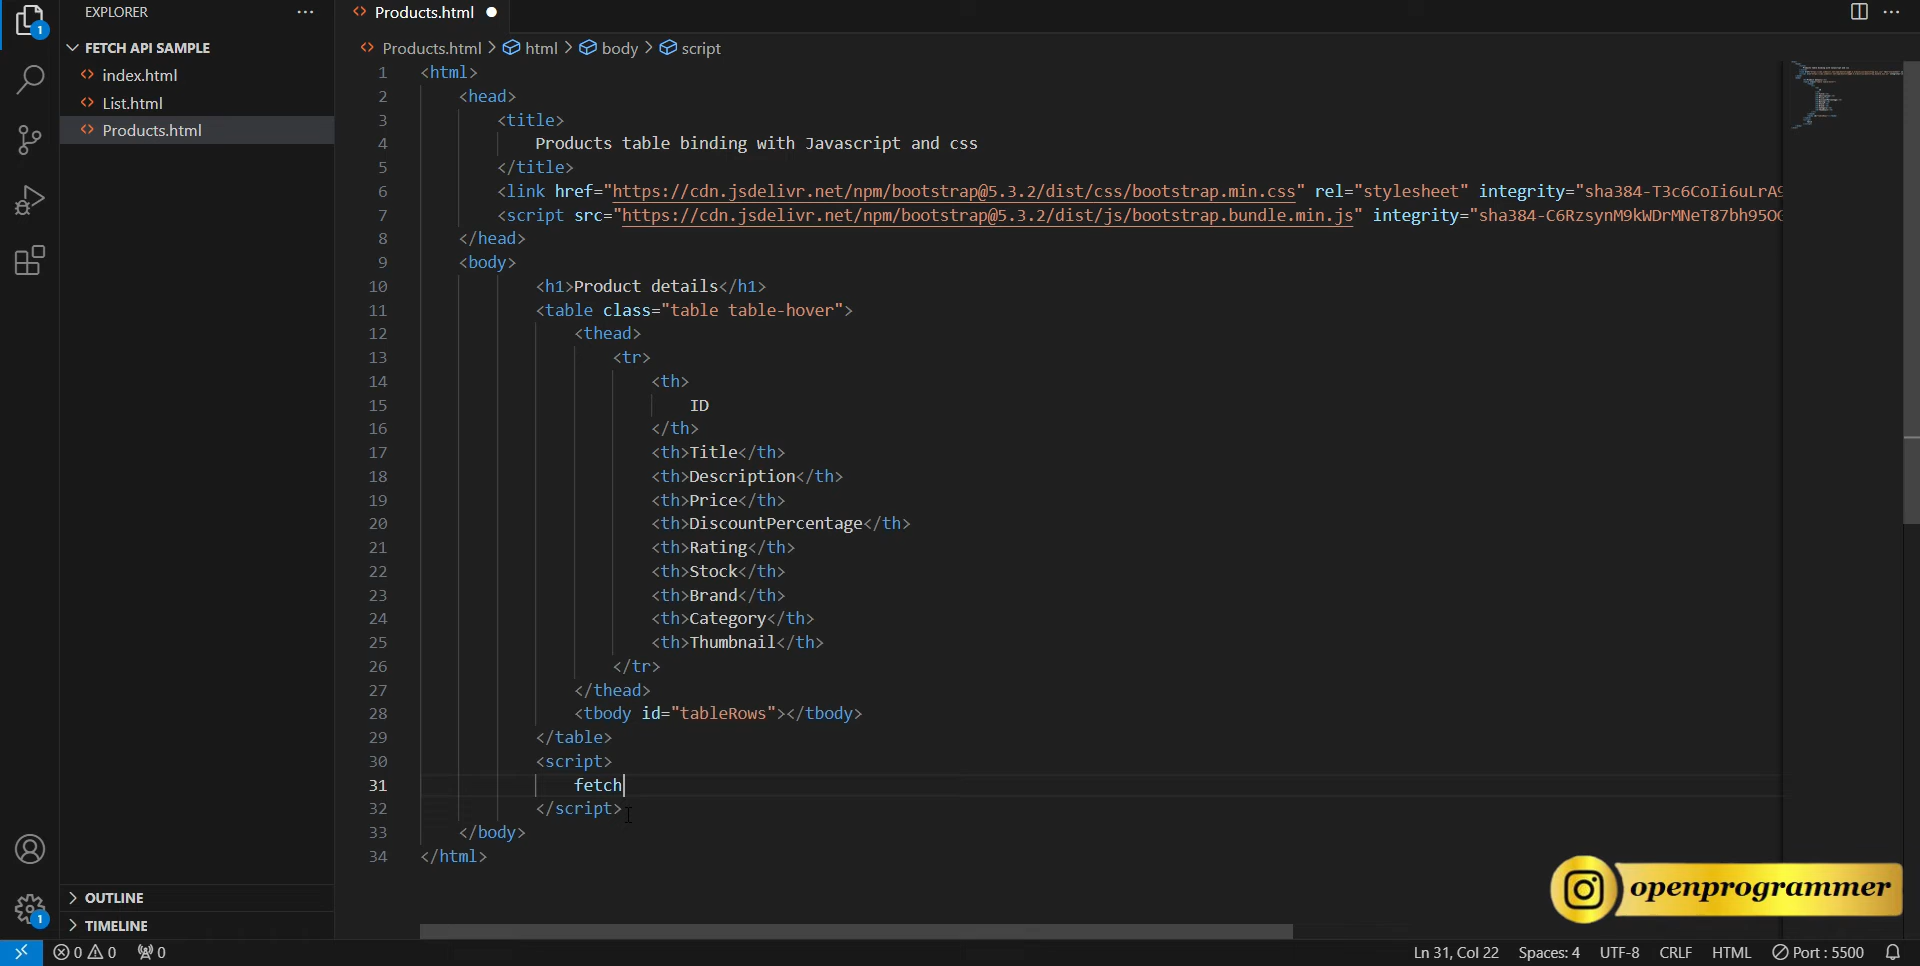 EXPLORER
1
FETCH API SAMPLE
index.html
List.html
Products.html
OUTLINE
TIMELINE
1
Products.html
Products.html > html > body > script
1 <html>
2 <head>
3 <title>
4 Products table binding with Javascript and css
5 </title>
6 <link href="https://cdn.jsdelivr.net/npm/bootstrap@5.3.2/dist/css/bootstrap.min.css" rel="stylesheet" integrity="sha384-T3c6CoIi6uLrA9
7 <script src="https://cdn.jsdelivr.net/npm/bootstrap@5.3.2/dist/js/bootstrap.bundle.min.js" integrity="sha384-C6RzsynM9kWDrMNeT87bh95OG
8 </head>
9 <body>
10 <h1>Product details</h1>
11 <table class="table table-hover">
12 <thead>
13 <tr>
14 <th>
15 ID
16 </th>
17 <th>Title</th>
18 <th>Description</th>
19 <th>Price</th>
20 <th>DiscountPercentage</th>
21 <th>Rating</th>
22 <th>Stock</th>
23 <th>Brand</th>
24 <th>Category</th>
25 <th>Thumbnail</th>
26 </tr>
27 </thead>
28 <tbody id="tableRows"></tbody>
29 </table>
30 <script>
31 fetch
32 </script>
33 </body>
34 </html>
openprogrammer
0 0 0 Ln 31, Col 22 Spaces: 4 UTF-8 CRLF HTML Port : 5500